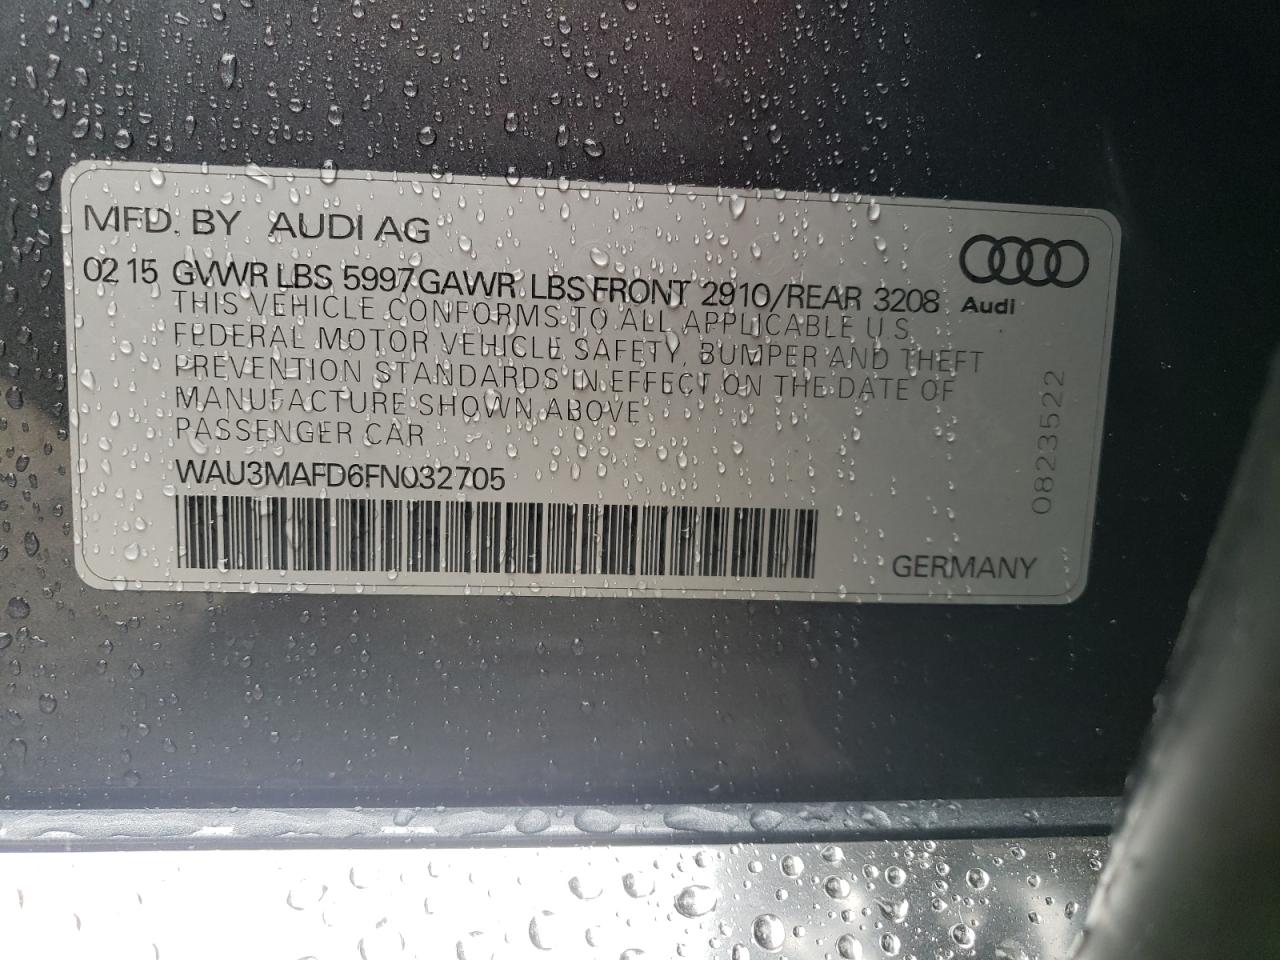 MFD. BY AUDI AG
02 15 GVWR LBS 5997 GAWR LBS FRONT 2910/REAR 3208
Audi
THIS VEHICLE CONFORMS TO ALL APPLICABLE U.S.
FEDERAL MOTOR VEHICLE SAFETY, BUMPER AND THEFT
PREVENTION STANDARDS IN EFFECT ON THE DATE OF
MANUFACTURE SHOWN ABOVE
PASSENGER CAR
WAU3MAFD6FN032705
0823522
GERMANY